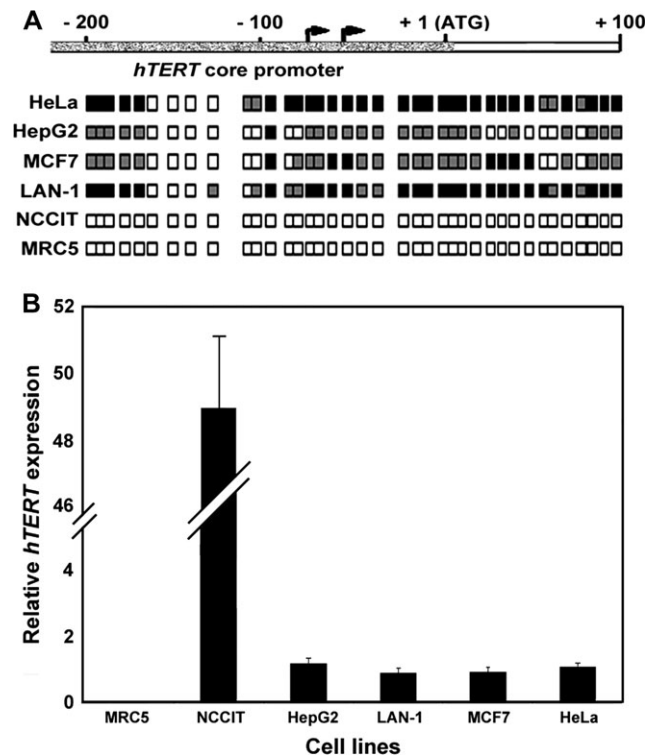 A
- 200
- 100
+ 1 (ATG)
+ 100
hTERT core promoter
HeLa
HepG2
MCF7
LAN-1
NCCIT
MRC5
B
52
50
48
46
4
2
0
Relative hTERT expression
MRC5 NCCIT HepG2 LAN-1 MCF7 HeLa
Cell lines